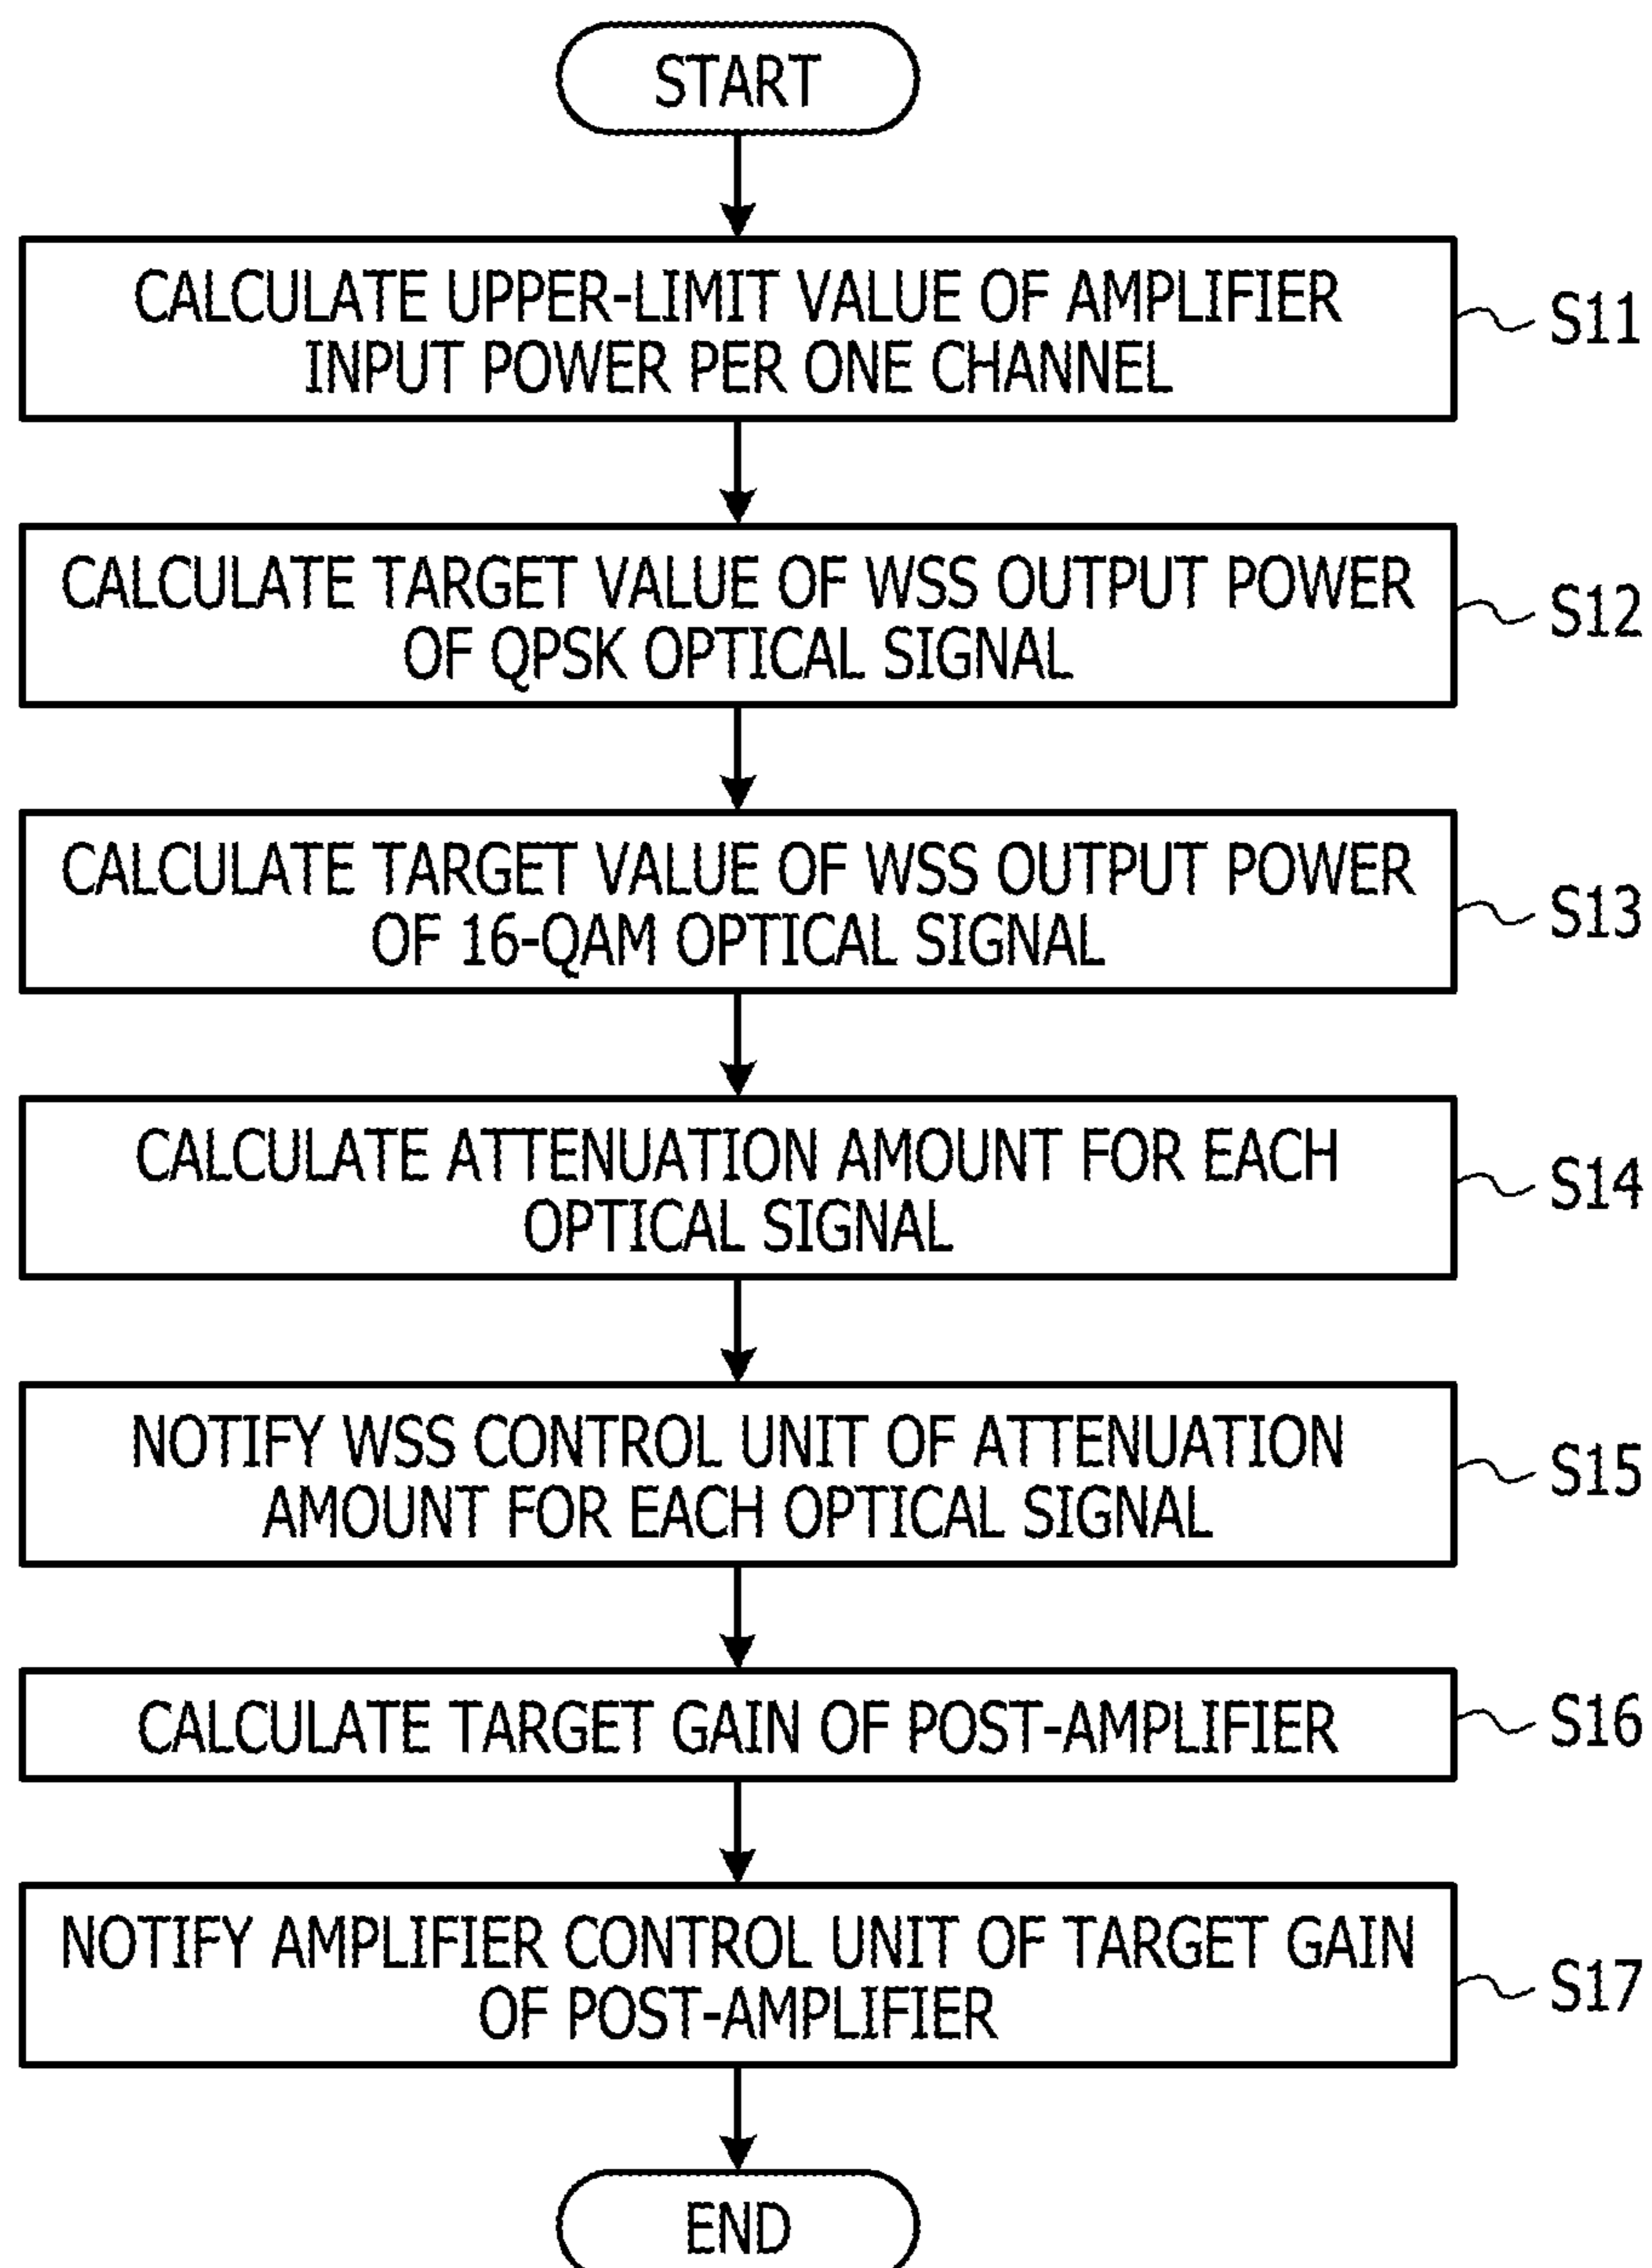 START
CALCULATE UPPER-LIMIT VALUE OF AMPLIFIER
INPUT POWER PER ONE CHANNEL
S11
CALCULATE TARGET VALUE OF WSS OUTPUT POWER
OF QPSK OPTICAL SIGNAL
S12
CALCULATE TARGET VALUE OF WSS OUTPUT POWER
OF 16-QAM OPTICAL SIGNAL
S13
CALCULATE ATTENUATION AMOUNT FOR EACH
OPTICAL SIGNAL
S14
NOTIFY WSS CONTROL UNIT OF ATTENUATION
AMOUNT FOR EACH OPTICAL SIGNAL
S15
CALCULATE TARGET GAIN OF POST-AMPLIFIER
S16
NOTIFY AMPLIFIER CONTROL UNIT OF TARGET GAIN
OF POST-AMPLIFIER
S17
END